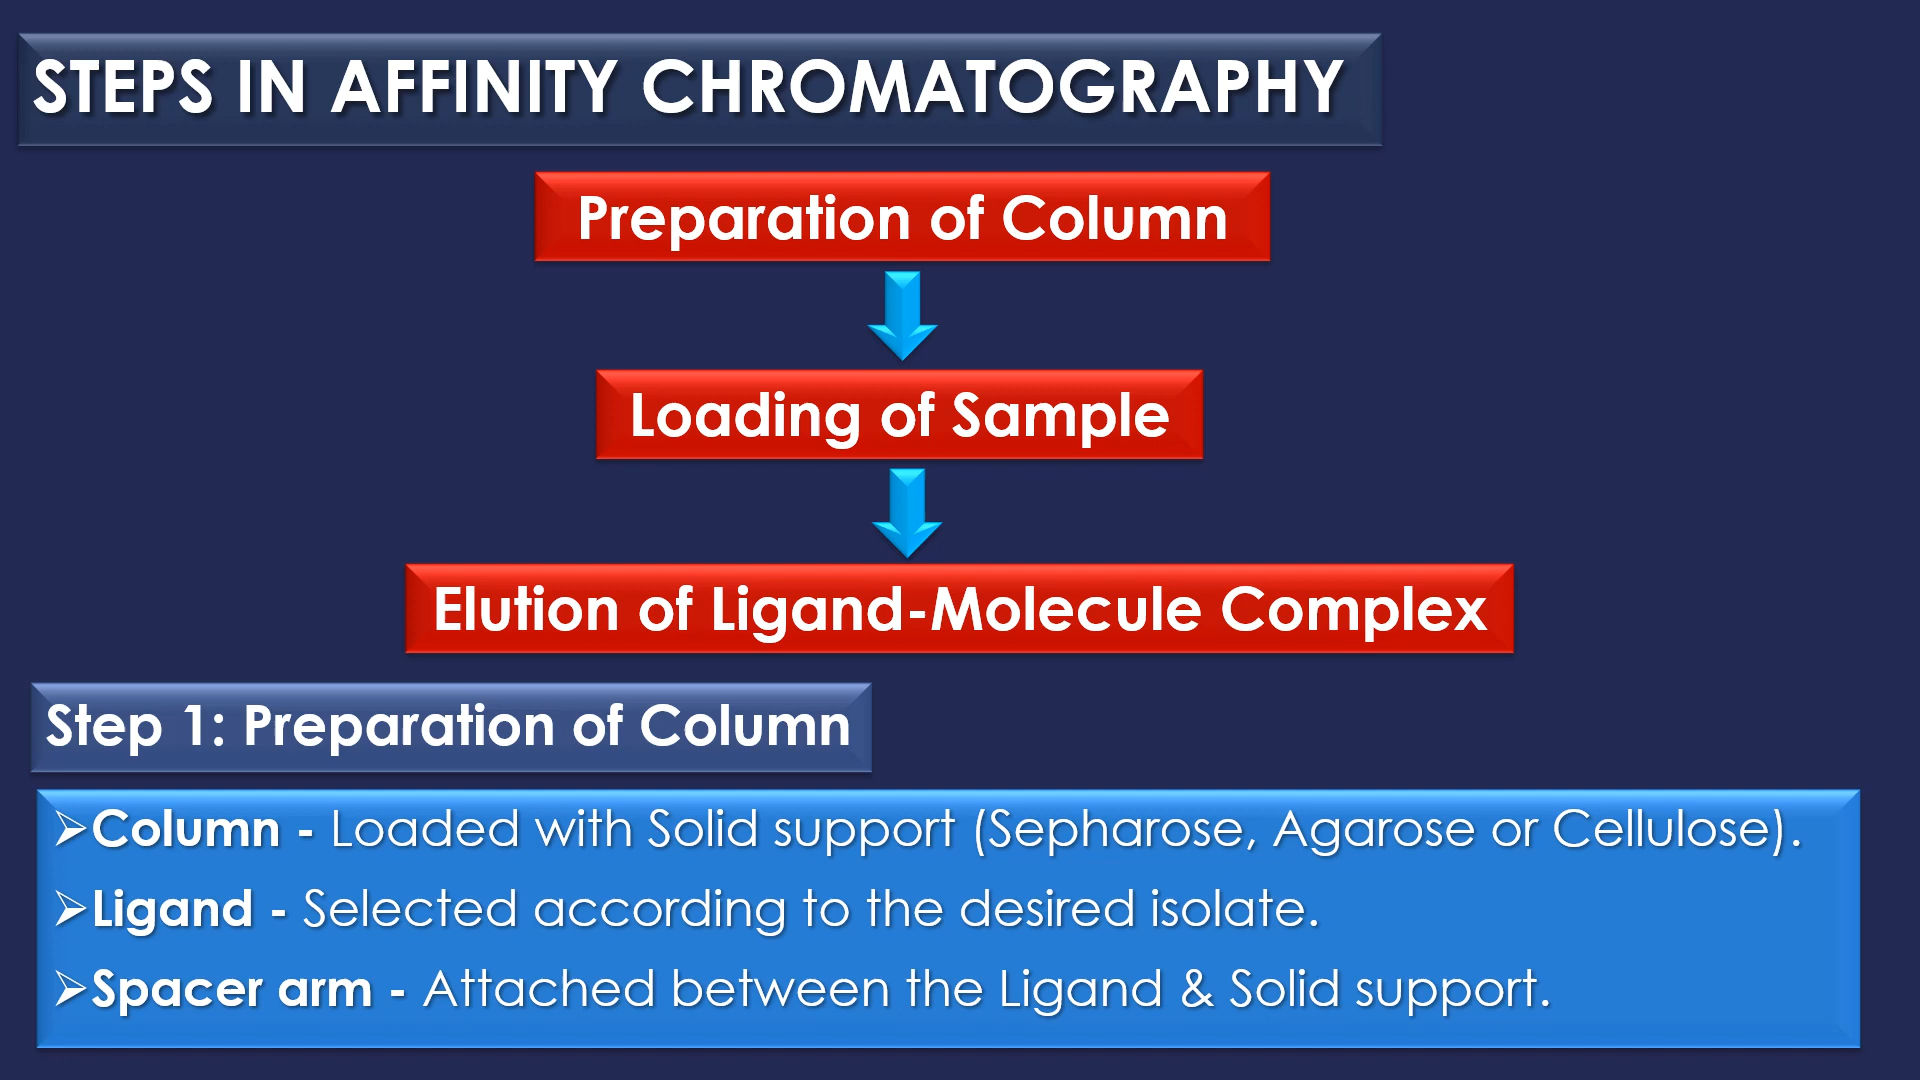 STEPS IN AFFINITY CHROMATOGRAPHY
Preparation of Column
Loading of Sample
Elution of Ligand-Molecule Complex
Step 1: Preparation of Column
➢Column - Loaded with Solid support (Sepharose, Agarose or Cellulose).
➢Ligand - Selected according to the desired isolate.
➢Spacer arm - Attached between the Ligand & Solid support.